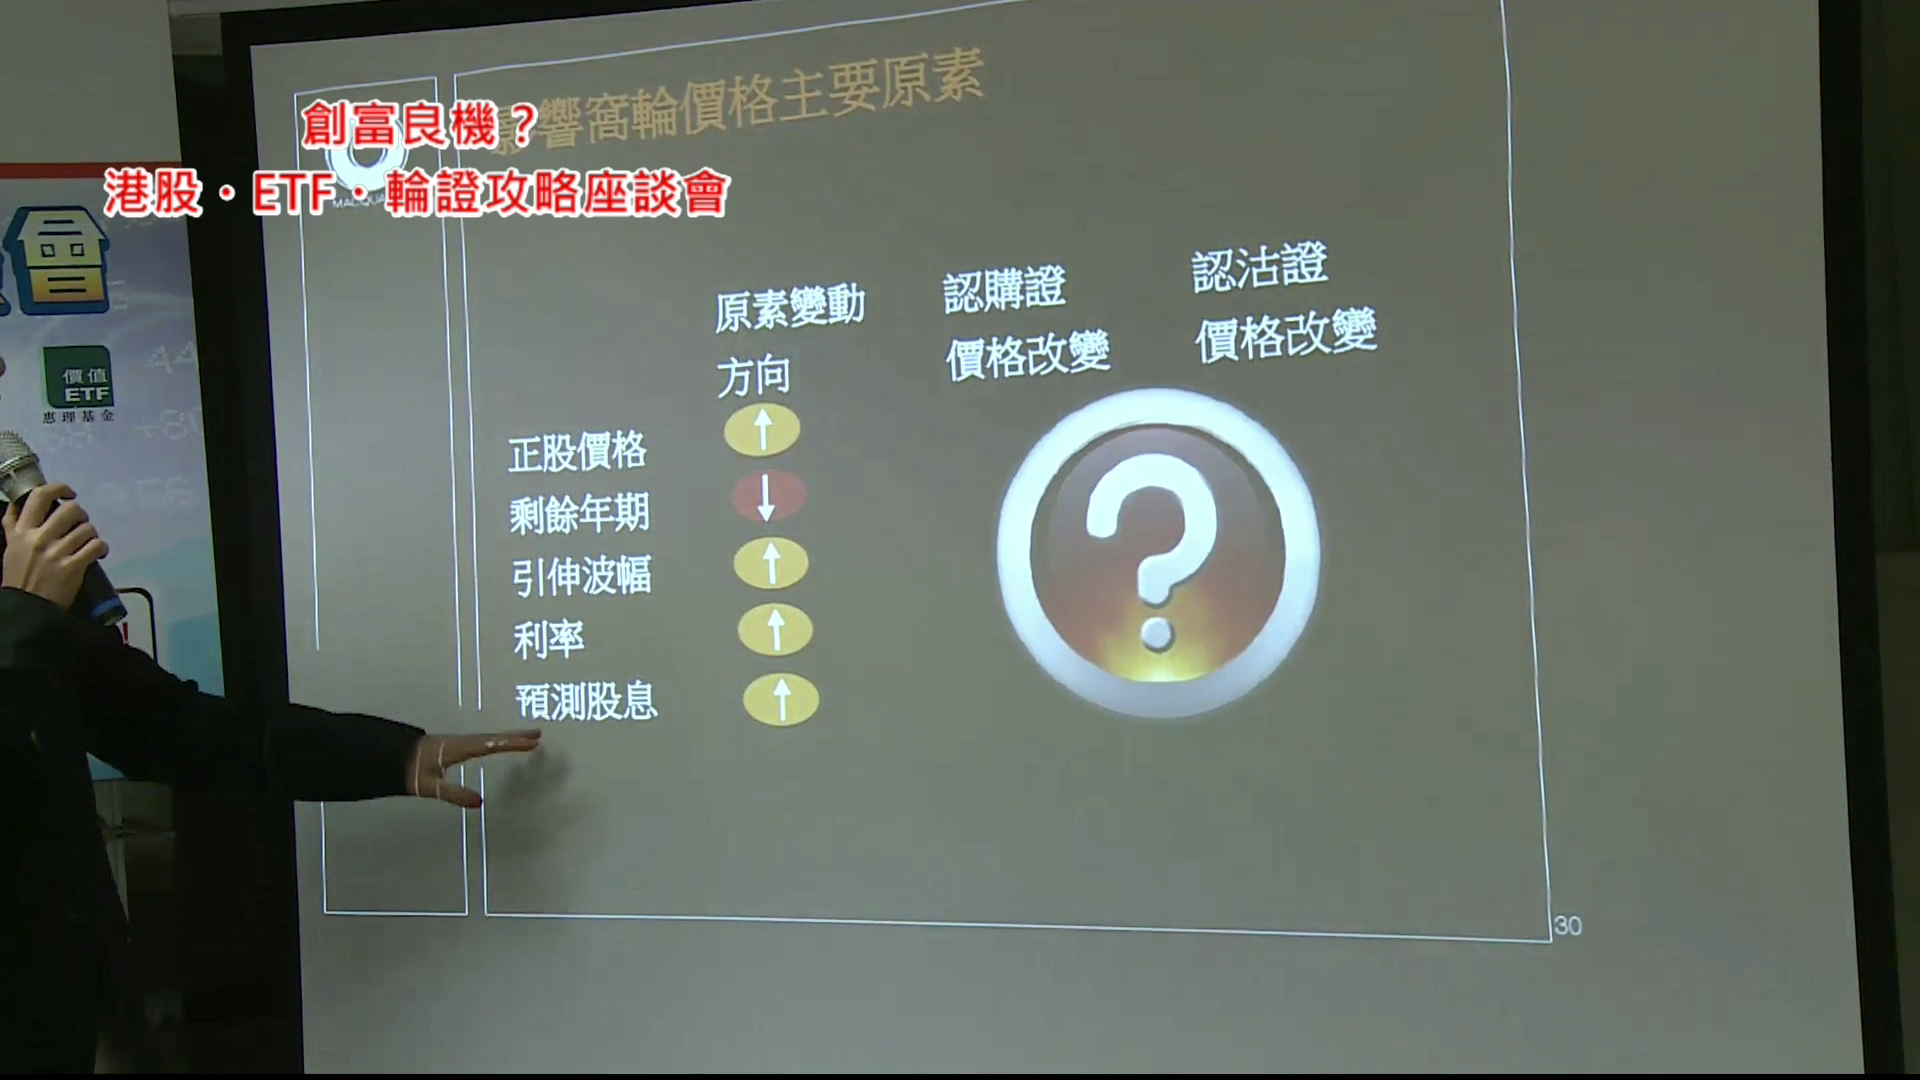 創富良機？
港股．ETF．輪證攻略座談會
影響窩輪價格主要原素
原素變動方向
認購證價格改變
認沽證價格改變
正股價格
剩餘年期
引伸波幅
利率
預測股息
30
會
價值
ETF
惠理基金